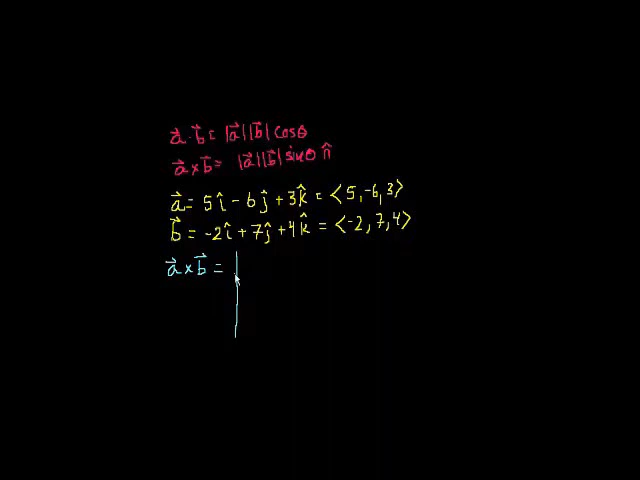 a⃗ · b⃗ = |a⃗||b⃗| cosθ
a⃗ × b⃗ = |a⃗||b⃗| sinθ n̂
a⃗ = 5î − 6ĵ + 3k̂ = ⟨5, −6, 3⟩
b⃗ = −2î + 7ĵ + 4k̂ = ⟨−2, 7, 4⟩
a⃗ × b⃗ = |